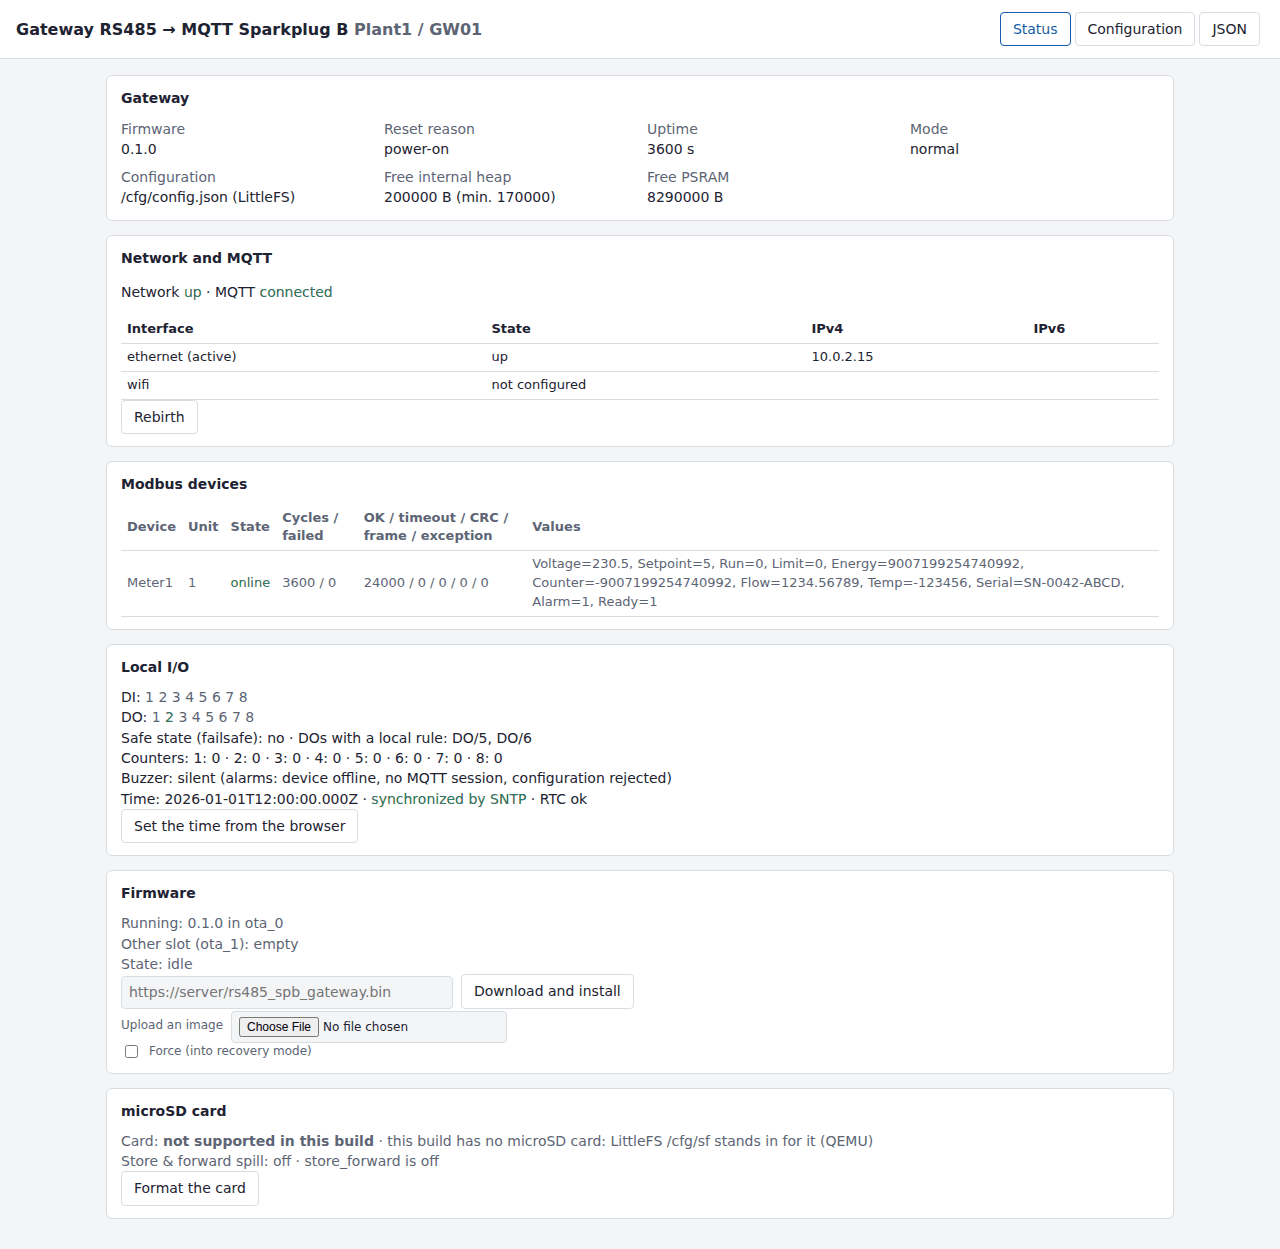 Gateway RS485 → MQTT Sparkplug B Plant1 / GW01
Status Configuration JSON
Gateway
Firmware Reset reason Uptime Mode
0.1.0 power-on 3600 s normal
Configuration Free internal heap Free PSRAM
/cfg/config.json (LittleFS) 200000 B (min. 170000) 8290000 B
Network and MQTT
Network up · MQTT connected
Interface State IPv4 IPv6
ethernet (active) up 10.0.2.15
wifi not configured
Rebirth
Modbus devices
Device Unit State Cycles / failed OK / timeout / CRC / frame / exception Values
Meter1 1 online 3600 / 0 24000 / 0 / 0 / 0 / 0 Voltage=230.5, Setpoint=5, Run=0, Limit=0, Energy=9007199254740992,
Counter=-9007199254740992, Flow=1234.56789, Temp=-123456, Serial=SN-0042-ABCD,
Alarm=1, Ready=1
Local I/O
DI: 1 2 3 4 5 6 7 8
DO: 1 2 3 4 5 6 7 8
Safe state (failsafe): no · DOs with a local rule: DO/5, DO/6
Counters: 1: 0 · 2: 0 · 3: 0 · 4: 0 · 5: 0 · 6: 0 · 7: 0 · 8: 0
Buzzer: silent (alarms: device offline, no MQTT session, configuration rejected)
Time: 2026-01-01T12:00:00.000Z · synchronized by SNTP · RTC ok
Set the time from the browser
Firmware
Running: 0.1.0 in ota_0
Other slot (ota_1): empty
State: idle
https://server/rs485_spb_gateway.bin Download and install
Upload an image Choose File No file chosen
Force (into recovery mode)
microSD card
Card: not supported in this build · this build has no microSD card: LittleFS /cfg/sf stands in for it (QEMU)
Store & forward spill: off · store_forward is off
Format the card